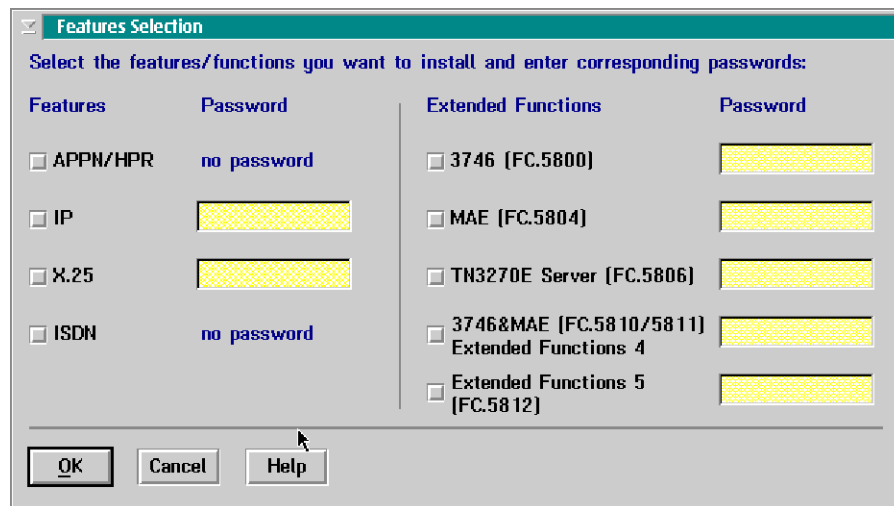 Features Selection
Select the features/functions you want to install and enter corresponding passwords:
Features Password Extended Functions Password
APPN/HPR no password 3746 (FC.5800)
IP MAE (FC.5804)
X.25 TN3270E Server (FC.5806)
ISDN no password 3746&MAE (FC.5810/5811)
Extended Functions 4
Extended Functions 5
(FC.5812)
OK Cancel Help